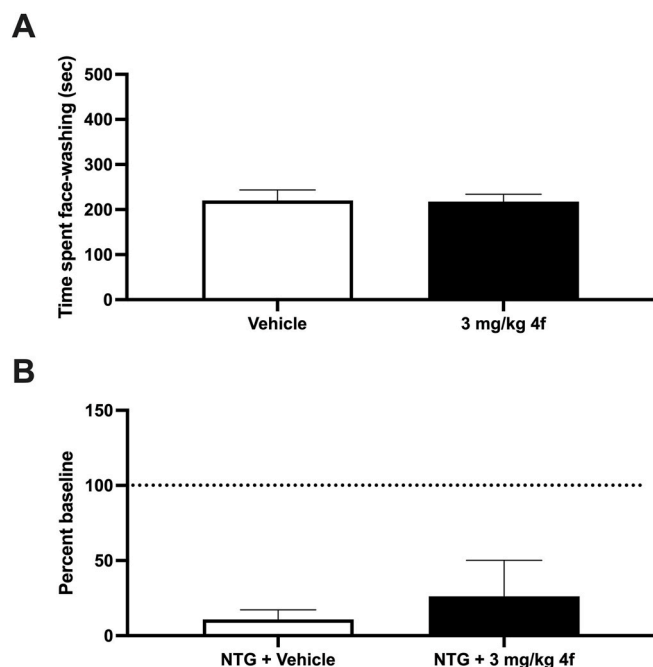 A
Time spent face-washing (sec)
500
400
300
200
100
0
Vehicle
3 mg/kg 4f
B
Percent baseline
150
100
50
0
NTG + Vehicle
NTG + 3 mg/kg 4f